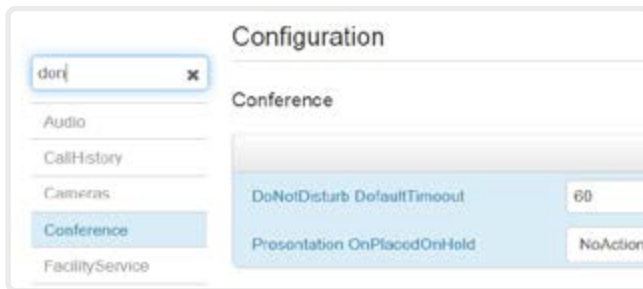 Configuration
don
Conference
Audio
CallHistory
Cameras
DoNotDisturb DefaultTimeout 60
Conference
Presentation OnPlacedOnHold NoAction
FacilityService